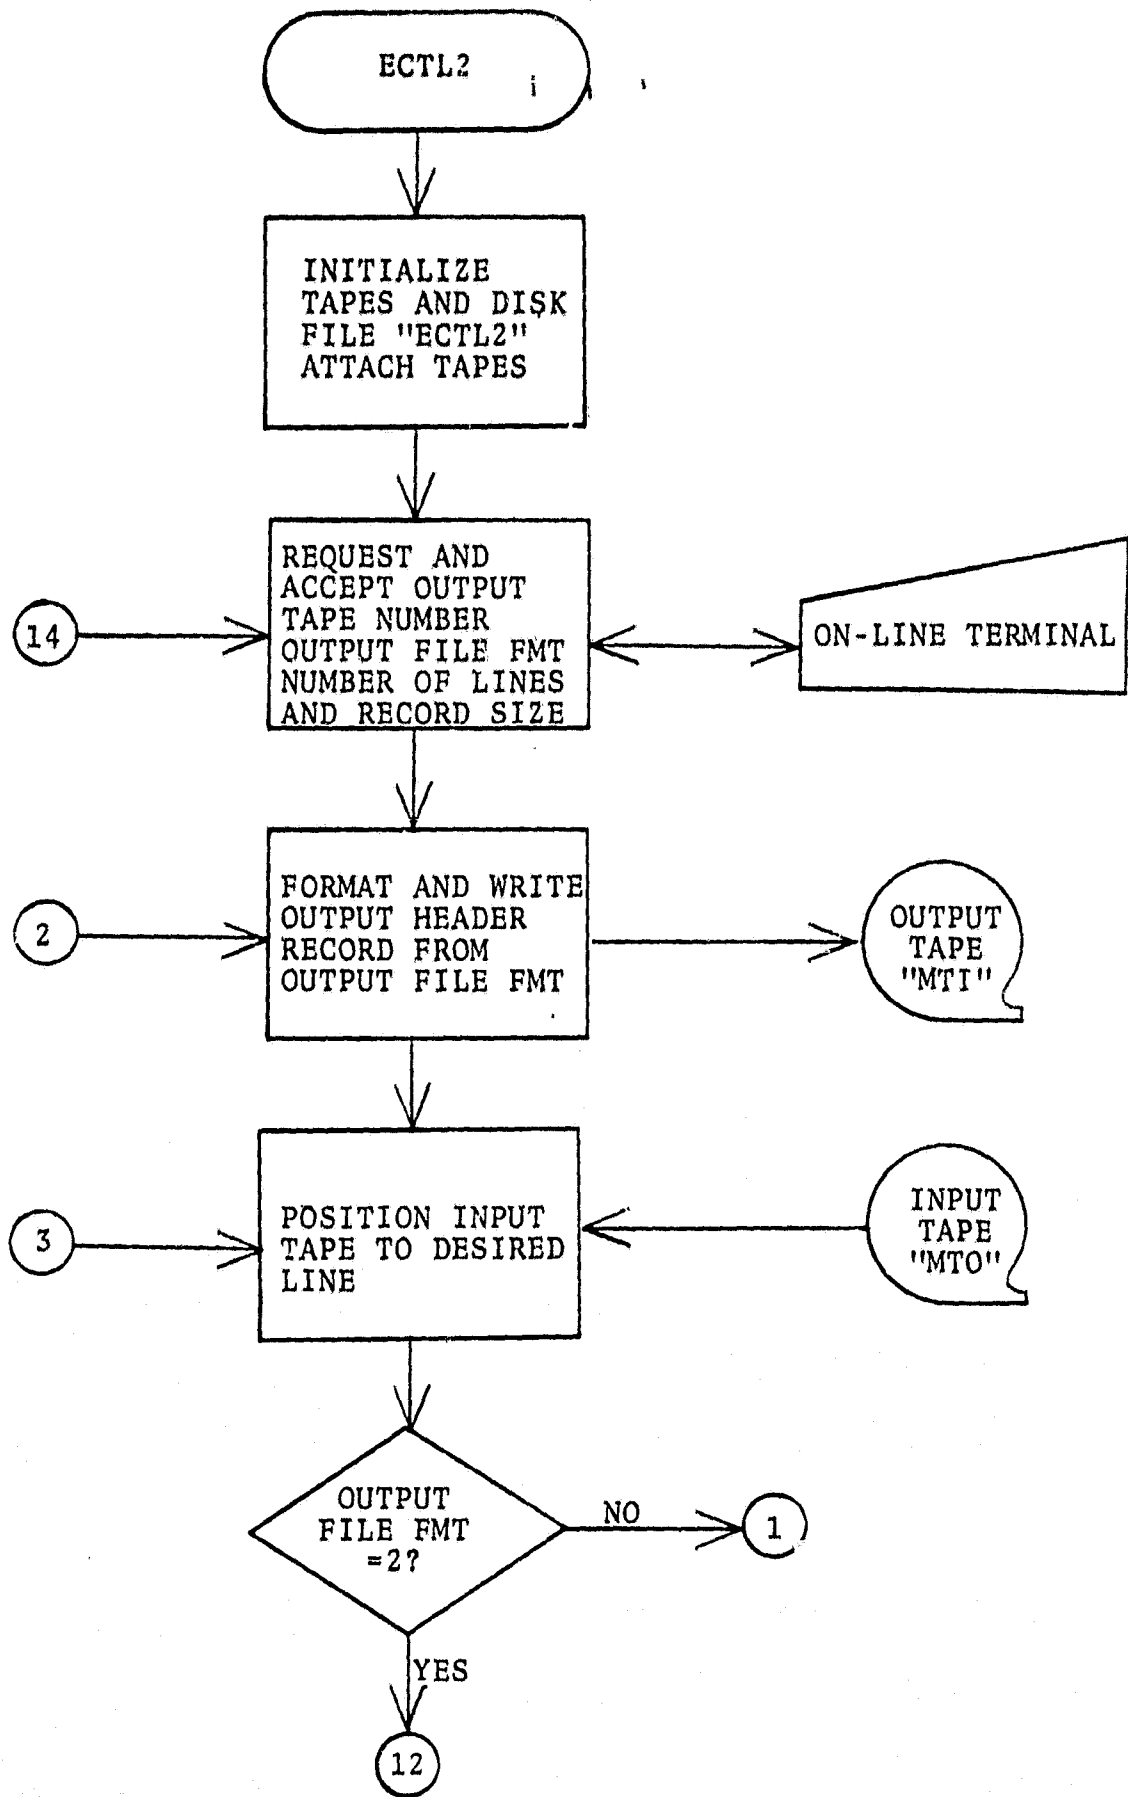 ECTL2
INITIALIZE
TAPES AND DISK
FILE "ECTL2"
ATTACH TAPES
REQUEST AND
ACCEPT OUTPUT
TAPE NUMBER
OUTPUT FILE FMT
NUMBER OF LINES
AND RECORD SIZE
14
ON-LINE TERMINAL
FORMAT AND WRITE
OUTPUT HEADER
RECORD FROM
OUTPUT FILE FMT
2
OUTPUT
TAPE
"MTI"
POSITION INPUT
TAPE TO DESIRED
LINE
3
INPUT
TAPE
"MTO"
OUTPUT
FILE FMT
=2?
NO
1
YES
12